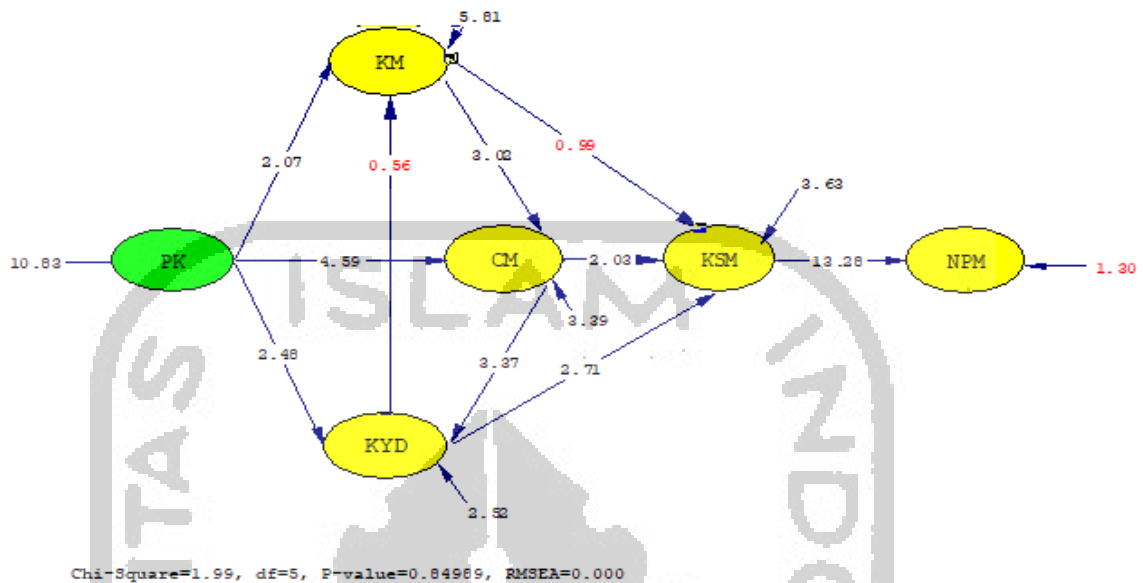 5.81
KM
2.07
0.56
3.02
0.99
3.63
10.83
PK
4.59
CM
2.03
KSM
13.28
NPM
1.30
ISLAM
3.39
2.48
3.37
2.71
KYD
2.52
ITAS
INDO
Chi-Square=1.99, df=5, P-value=0.84989, RMSEA=0.000